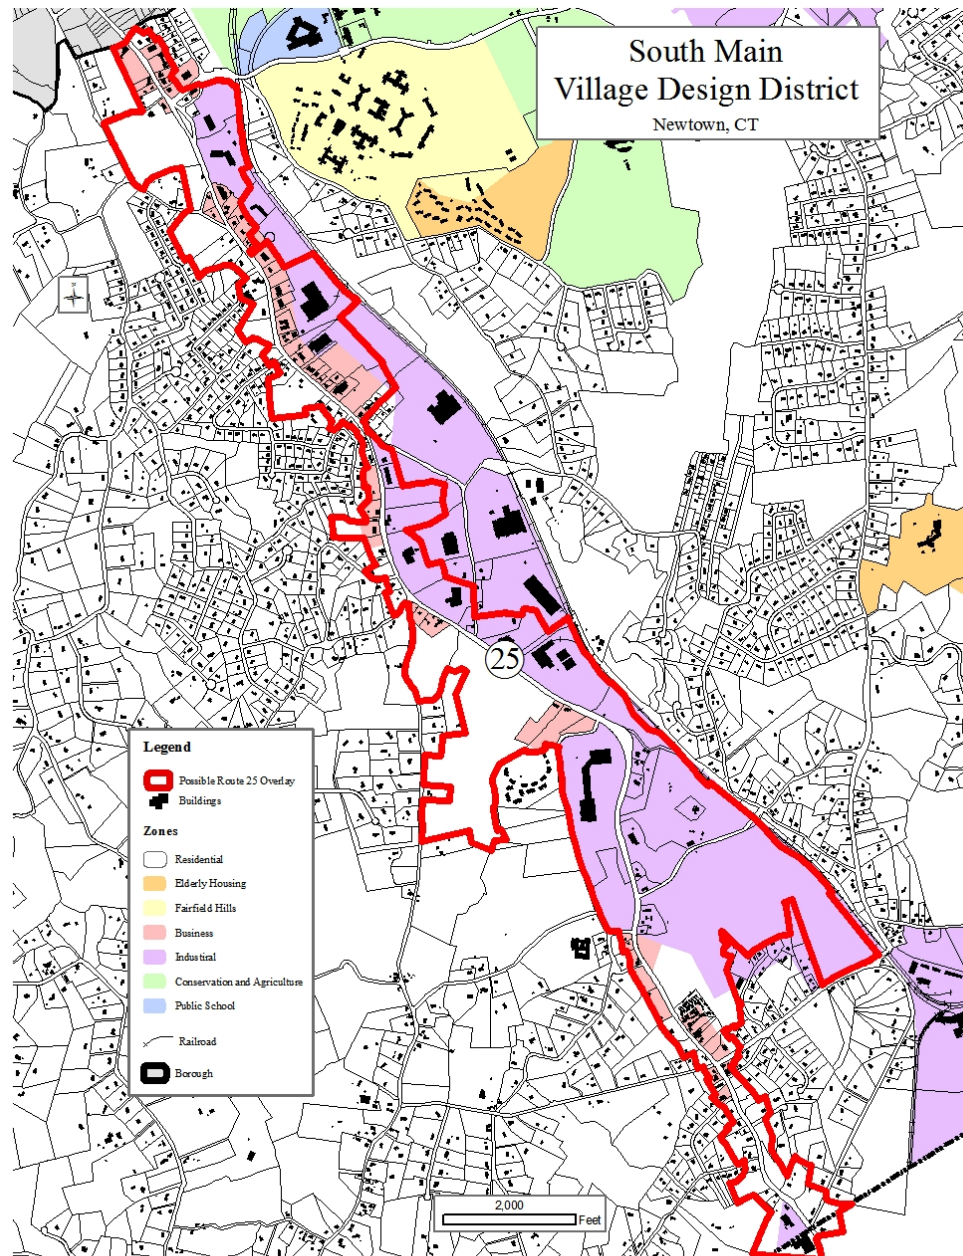 South Main
Village Design District
Newtown, CT
25
Legend
Possible Route 25 Overlay
Buildings
Zones
Residential
Elderly Housing
Fairfield Hills
Business
Industiral
Conservation and Agriculture
Public School
Railroad
Borough
2,000
Feet